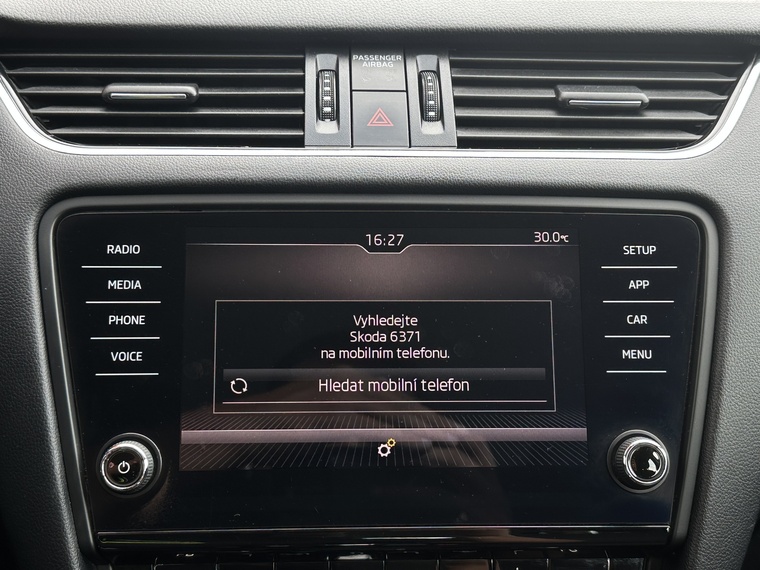 PASSENGER
AIRBAG
16:27
30.0°C
RADIO
MEDIA
PHONE
VOICE
SETUP
APP
CAR
MENU
Vyhledejte
Skoda 6371
na mobilním telefonu.
Hledat mobilní telefon